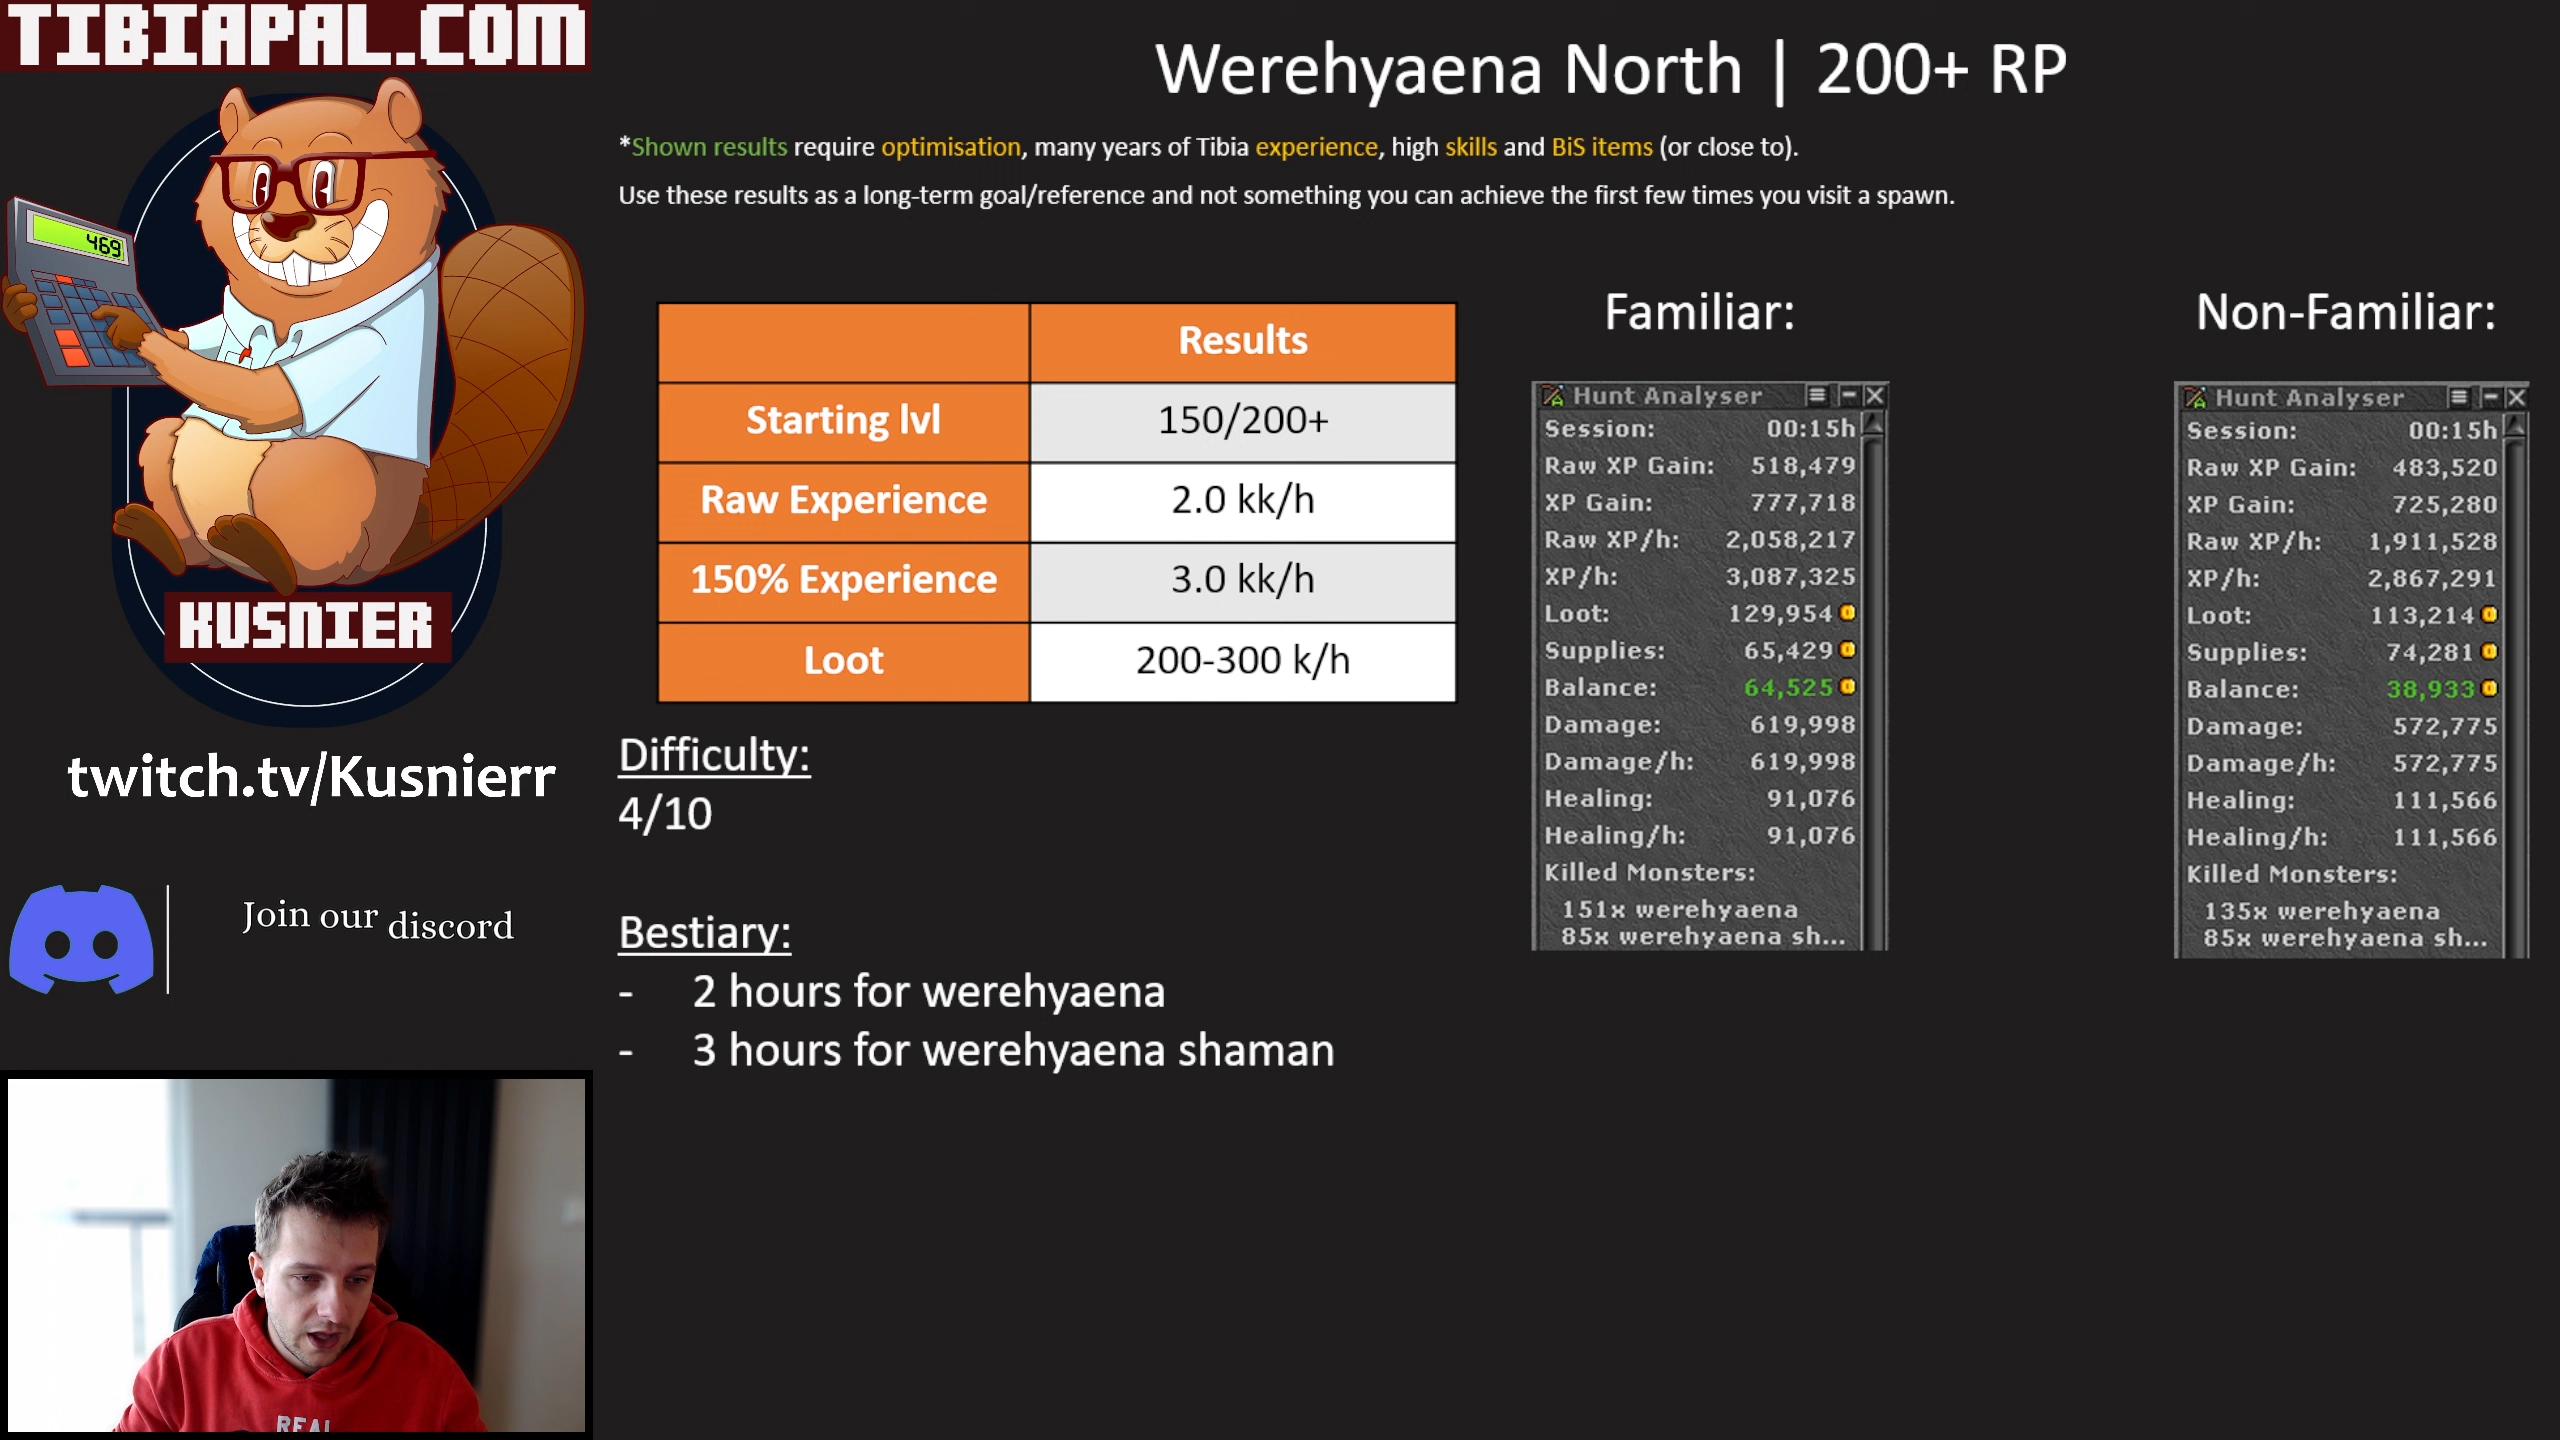 TIBIAPAL.COM
469
KUSNIER
twitch.tv/Kusnierr
Join our discord
REAL
Werehyaena North | 200+ RP
*Shown results require optimisation, many years of Tibia experience, high skills and BiS items (or close to).
Use these results as a long-term goal/reference and not something you can achieve the first few times you visit a spawn.
Results
Starting lvl 150/200+
Raw Experience 2.0 kk/h
150% Experience 3.0 kk/h
Loot 200-300 k/h
Difficulty:
4/10
Bestiary:
- 2 hours for werehyaena
- 3 hours for werehyaena shaman
Familiar:
Hunt Analyser
Session: 00:15h
Raw XP Gain: 518,479
XP Gain: 777,718
Raw XP/h: 2,058,217
XP/h: 3,087,325
Loot: 129,954
Supplies: 65,429
Balance: 64,525
Damage: 619,998
Damage/h: 619,998
Healing: 91,076
Healing/h: 91,076
Killed Monsters:
151x werehyaena
85x werehyaena sh...
Non-Familiar:
Hunt Analyser
Session: 00:15h
Raw XP Gain: 483,520
XP Gain: 725,280
Raw XP/h: 1,911,528
XP/h: 2,867,291
Loot: 113,214
Supplies: 74,281
Balance: 38,933
Damage: 572,775
Damage/h: 572,775
Healing: 111,566
Healing/h: 111,566
Killed Monsters:
135x werehyaena
85x werehyaena sh...